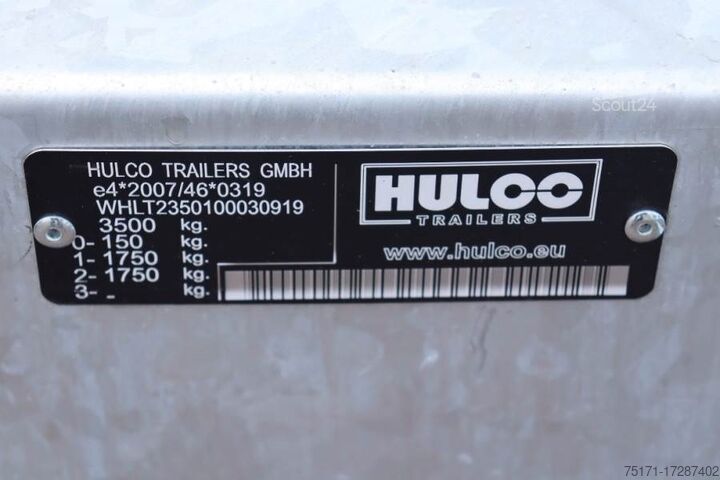 Scout24
HULCO TRAILERS GMBH
e4*2007/46*0319
WHLT2350100030919
3500 kg.
0- 150 kg.
1- 1750 kg.
2- 1750 kg.
3- - kg.
HULCO
TRAILERS
www.hulco.eu
75171-17287402